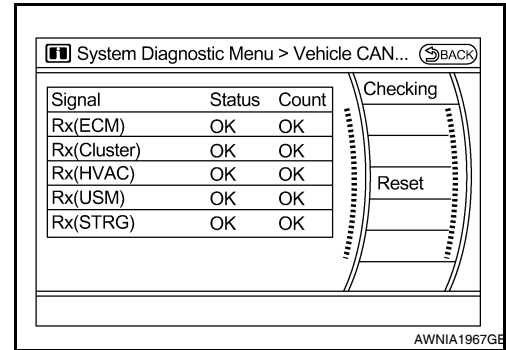 System Diagnostic Menu > Vehicle CAN... BACK
Checking
Signal Status Count
Rx(ECM) OK OK
Rx(Cluster) OK OK
Rx(HVAC) OK OK
Reset
Rx(USM) OK OK
Rx(STRG) OK OK
AWNIA1967GB